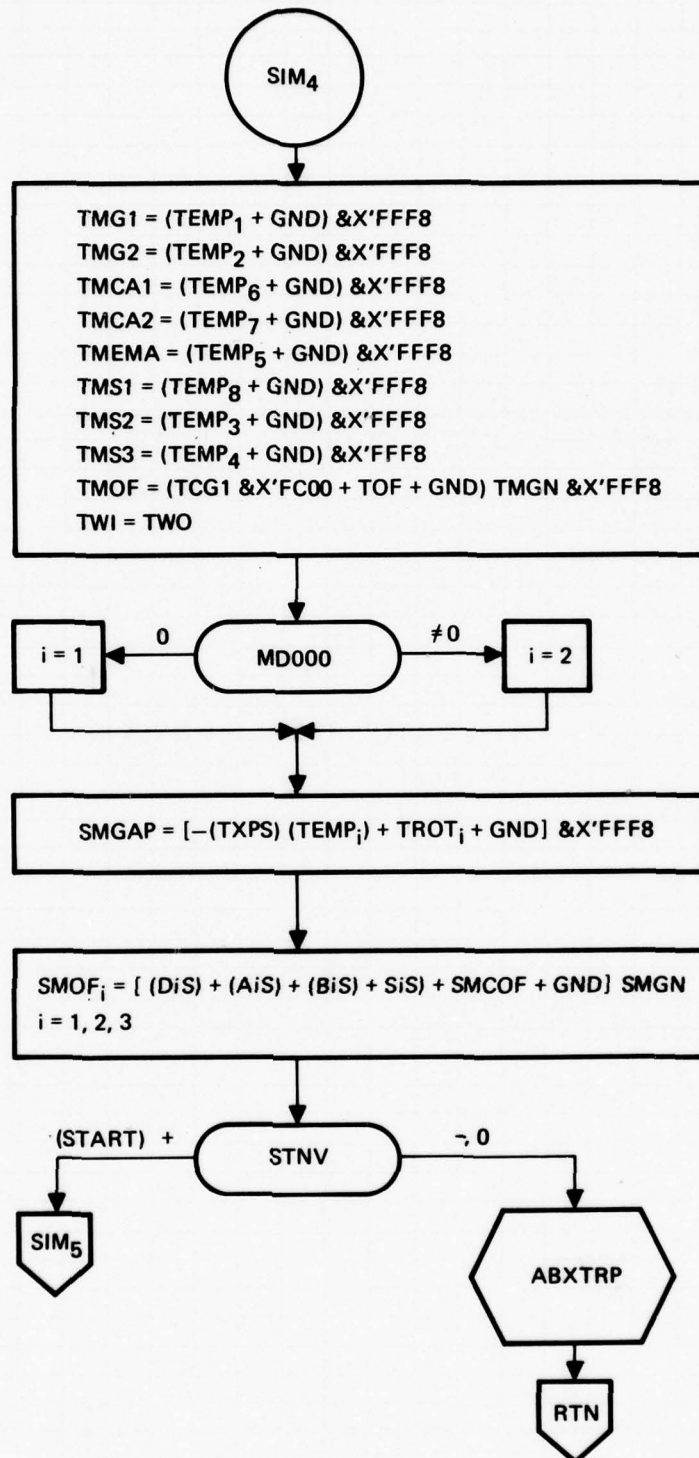 SIM4
TMG1 = (TEMP1 + GND) &X'FFF8
TMG2 = (TEMP2 + GND) &X'FFF8
TMCA1 = (TEMP6 + GND) &X'FFF8
TMCA2 = (TEMP7 + GND) &X'FFF8
TMEMA = (TEMP5 + GND) &X'FFF8
TMS1 = (TEMP8 + GND) &X'FFF8
TMS2 = (TEMP3 + GND) &X'FFF8
TMS3 = (TEMP4 + GND) &X'FFF8
TMOF = (TCG1 &X'FC00 + TOF + GND) TMGN &X'FFF8
TWI = TWO
i = 1
0
MD000
≠0
i = 2
SMGAP = [−(TXPS) (TEMPi) + TROTi + GND] &X'FFF8
SMOFi = [ (DiS) + (AiS) + (BiS) + SiS) + SMCOF + GND] SMGN
i = 1, 2, 3
(START) +
STNV
−, 0
SIM5
ABXTRP
RTN